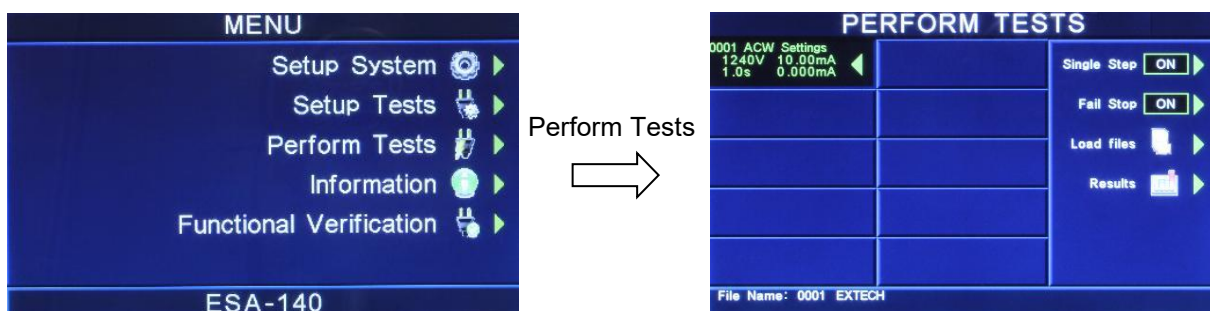 MENU
Setup System
Setup Tests
Perform Tests
Information
Functional Verification
ESA-140
Perform Tests
PERFORM TESTS
0001 ACW Settings
1240V 10.00mA
1.0s 0.000mA
Single Step ON
Fail Stop ON
Load files
Results
File Name: 0001 EXTECH